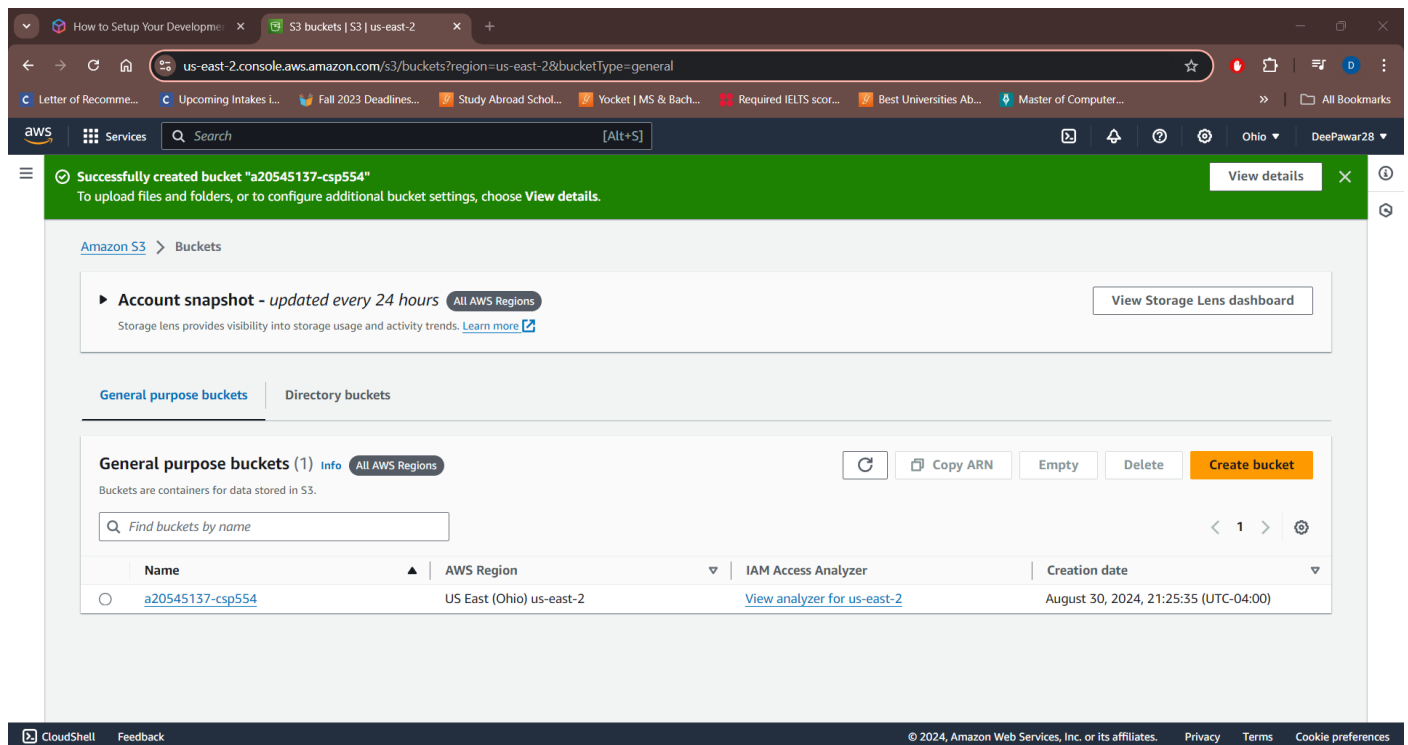 How to Setup Your Developme
S3 buckets | S3 | us-east-2
us-east-2.console.aws.amazon.com/s3/buckets?region=us-east-2&bucketType=general
D
C Letter of Recomme...
C Upcoming Intakes i...
Fall 2023 Deadlines...
Study Abroad Schol...
Yocket | MS & Bach...
Required IELTS scor...
Best Universities Ab...
Master of Computer...
All Bookmarks
aws
Services
Search
[Alt+S]
Ohio
DeePawar28
Successfully created bucket "a20545137-csp554"
To upload files and folders, or to configure additional bucket settings, choose View details.
View details
Amazon S3
Buckets
Account snapshot - updated every 24 hours
All AWS Regions
Storage lens provides visibility into storage usage and activity trends. Learn more
View Storage Lens dashboard
General purpose buckets
Directory buckets
General purpose buckets (1) Info
All AWS Regions
Buckets are containers for data stored in S3.
Copy ARN
Empty
Delete
Create bucket
Find buckets by name
1
Name
AWS Region
IAM Access Analyzer
Creation date
a20545137-csp554
US East (Ohio) us-east-2
View analyzer for us-east-2
August 30, 2024, 21:25:35 (UTC-04:00)
CloudShell
Feedback
© 2024, Amazon Web Services, Inc. or its affiliates.
Privacy
Terms
Cookie preferences